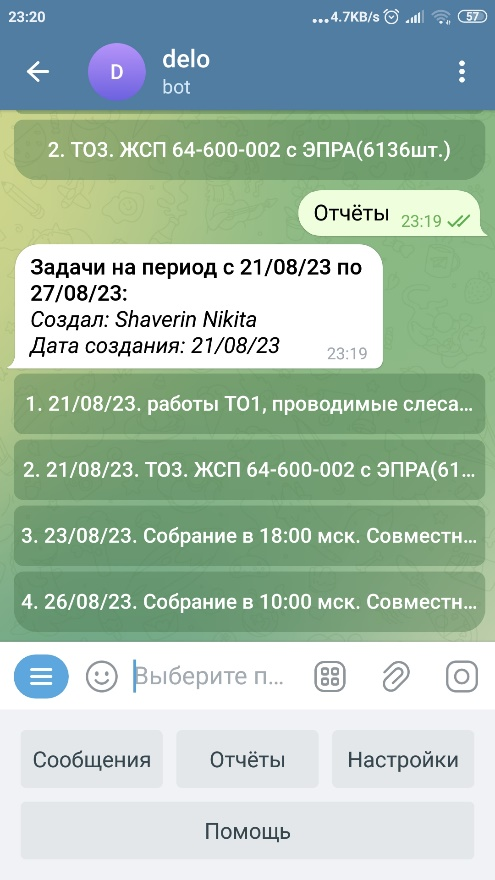 23:20
...4.7KB/s
57
D
delo
bot
2. ТО3. ЖСП 64-600-002 с ЭПРА(6136шт.)
Отчёты 23:19
Задачи на период с 21/08/23 по
27/08/23:
Создал: Shaverin Nikita
Дата создания: 21/08/23
23:19
1. 21/08/23. работы ТО1, проводимые слеса...
2. 21/08/23. ТО3. ЖСП 64-600-002 с ЭПРА(61...
3. 23/08/23. Собрание в 18:00 мск. Совместн...
4. 26/08/23. Собрание в 10:00 мск. Совместн...
Выберите п...
Сообщения
Отчёты
Настройки
Помощь